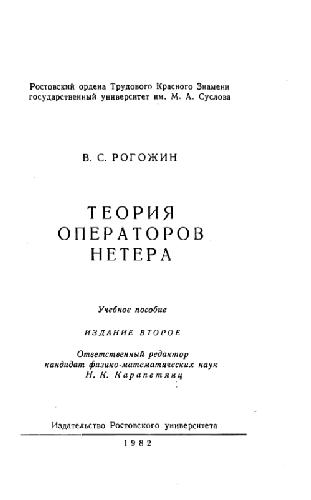 Ростовский ордена Трудового Красного Знамени
государственный университет им. М. А. Суслова
В. С. РОГОЖИН
ТЕОРИЯ
ОПЕРАТОРОВ
НЕТЕРА
Учебное пособие
ИЗДАНИЕ ВТОРОЕ
Ответственный редактор
кандидат физико-математических наук
Н. К. Карапетянц
Издательство Ростовского университета
1982